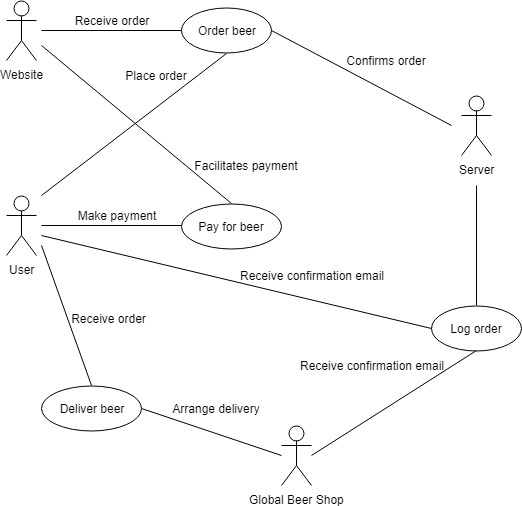 Receive order
Order beer
Website
Place order
Confirms order
Facilitates payment
Server
Make payment
Pay for beer
User
Receive confirmation email
Receive order
Log order
Receive confirmation email
Deliver beer
Arrange delivery
Global Beer Shop